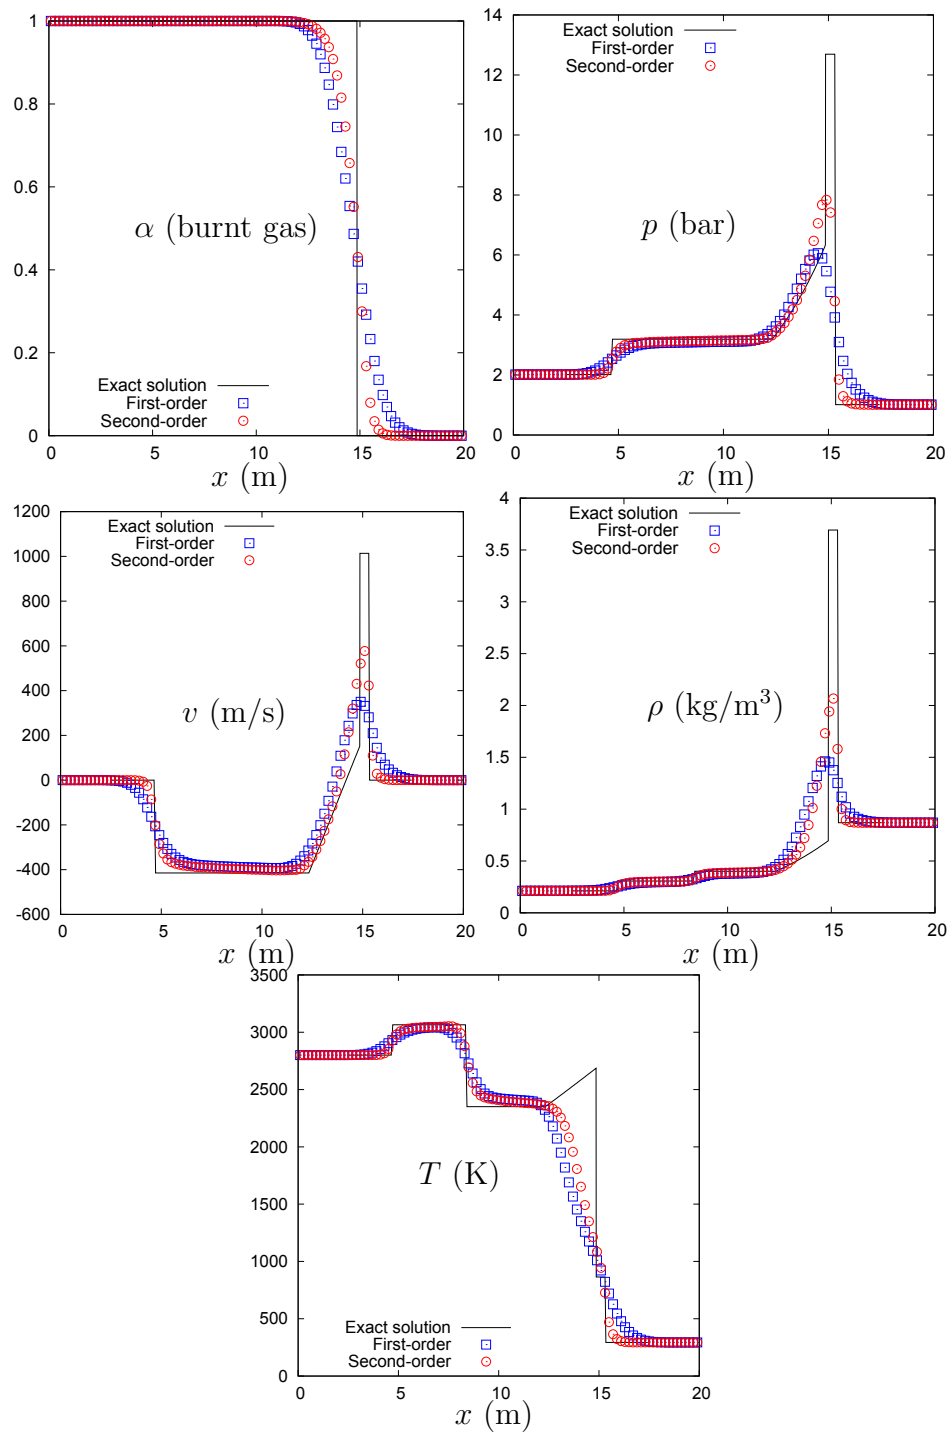 1
0.8
0.6
0.4
0.2
0
α (burnt gas)
Exact solution
First-order
Second-order
0 5 10 15 20
x (m)
14
12
10
8
6
4
2
0
Exact solution
First-order
Second-order
p (bar)
0 5 10 15 20
x (m)
1200
1000
800
600
400
200
0
-200
-400
-600
Exact solution
First-order
Second-order
v (m/s)
0 5 10 15 20
x (m)
4
3.5
3
2.5
2
1.5
1
0.5
0
Exact solution
First-order
Second-order
ρ (kg/m³)
0 5 10 15 20
x (m)
3500
3000
2500
2000
1500
1000
500
0
T (K)
Exact solution
First-order
Second-order
0 5 10 15 20
x (m)